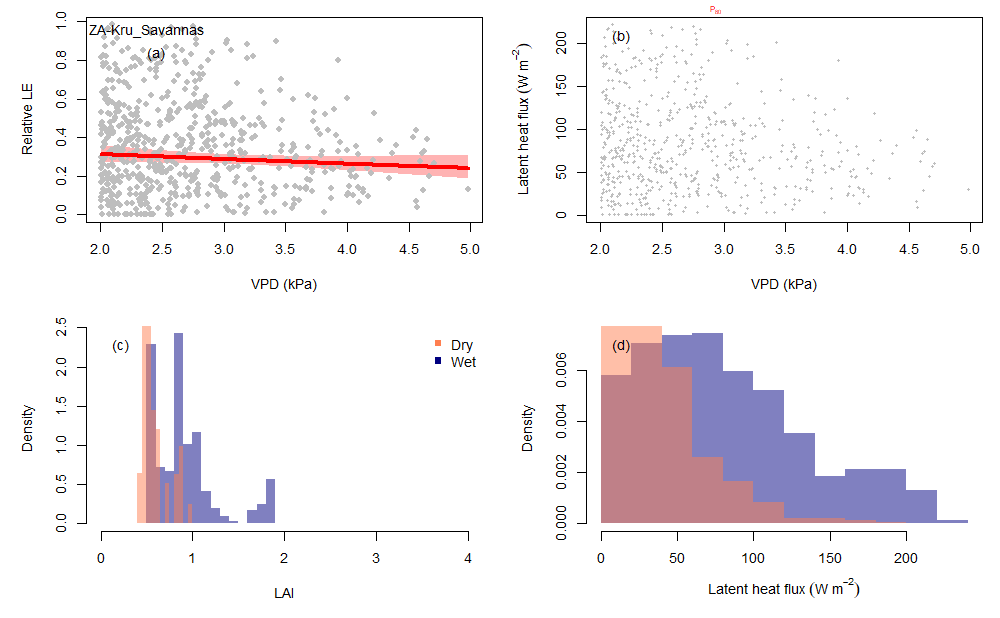 ZA-Kru_Savannas
(a)
Relative LE
0.0 0.2 0.4 0.6 0.8 1.0
2.0 2.5 3.0 3.5 4.0 4.5 5.0
VPD (kPa)
(b)
Latent heat flux (W m⁻²)
0 50 100 150 200
2.0 2.5 3.0 3.5 4.0 4.5 5.0
VPD (kPa)
(c)
Dry
Wet
Density
0.0 0.5 1.0 1.5 2.0 2.5
0 1 2 3 4
LAI
(d)
Density
0.000 0.002 0.004 0.006
0 50 100 150 200
Latent heat flux (W m⁻²)